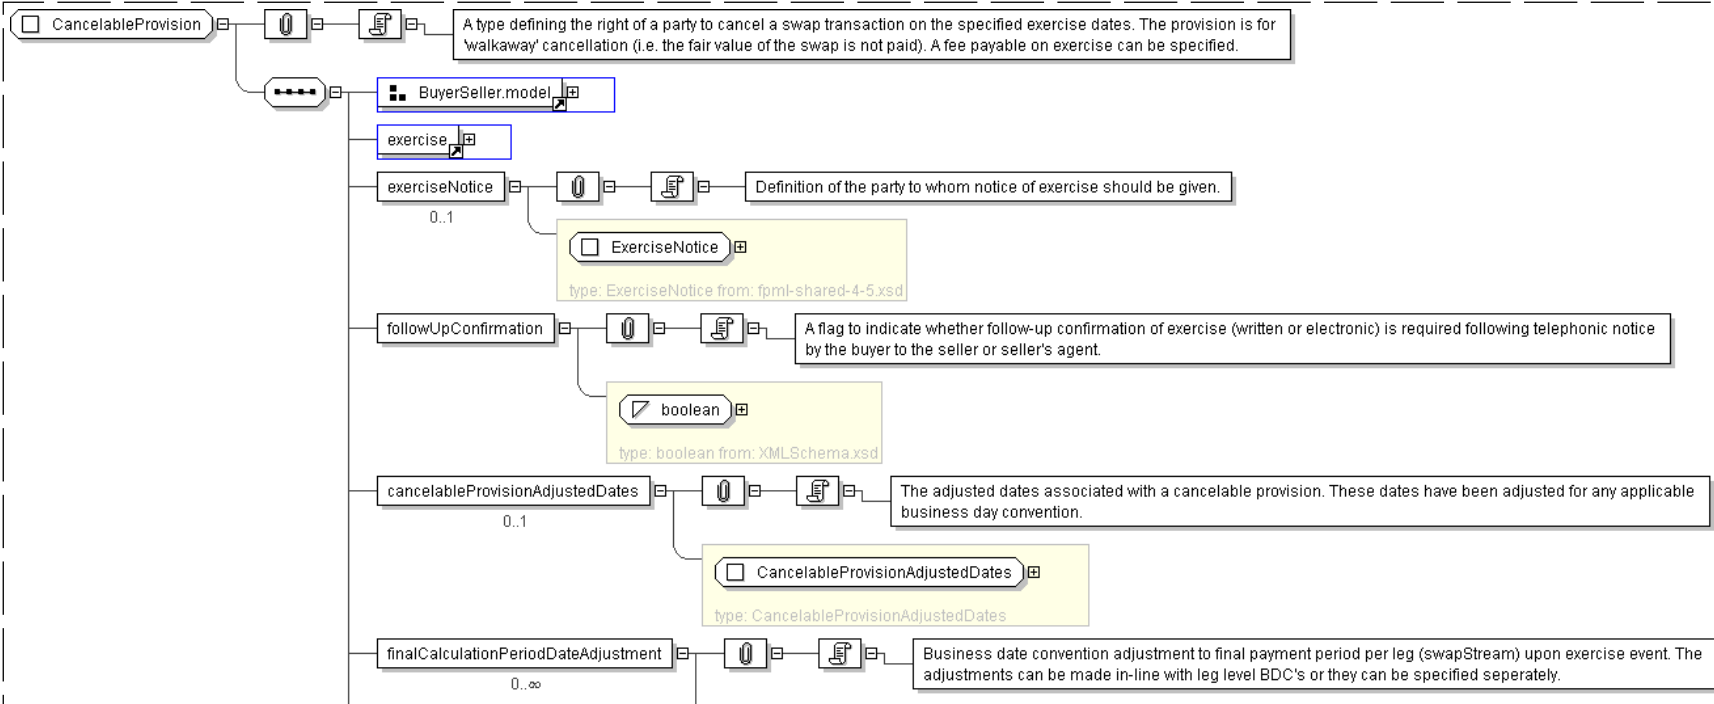 CancelableProvision
A type defining the right of a party to cancel a swap transaction on the specified exercise dates. The provision is for
'walkaway' cancellation (i.e. the fair value of the swap is not paid). A fee payable on exercise can be specified.
BuyerSeller.model
exercise
exerciseNotice
Definition of the party to whom notice of exercise should be given.
0..1
ExerciseNotice
type: ExerciseNotice from: fpml-shared-4-5.xsd
followUpConfirmation
A flag to indicate whether follow-up confirmation of exercise (written or electronic) is required following telephonic notice
by the buyer to the seller or seller's agent.
boolean
type: boolean from: XMLSchema.xsd
cancelableProvisionAdjustedDates
The adjusted dates associated with a cancelable provision. These dates have been adjusted for any applicable
business day convention.
0..1
CancelableProvisionAdjustedDates
type: CancelableProvisionAdjustedDates
finalCalculationPeriodDateAdjustment
Business date convention adjustment to final payment period per leg (swapStream) upon exercise event. The
adjustments can be made in-line with leg level BDC's or they can be specified seperately.
0..∞